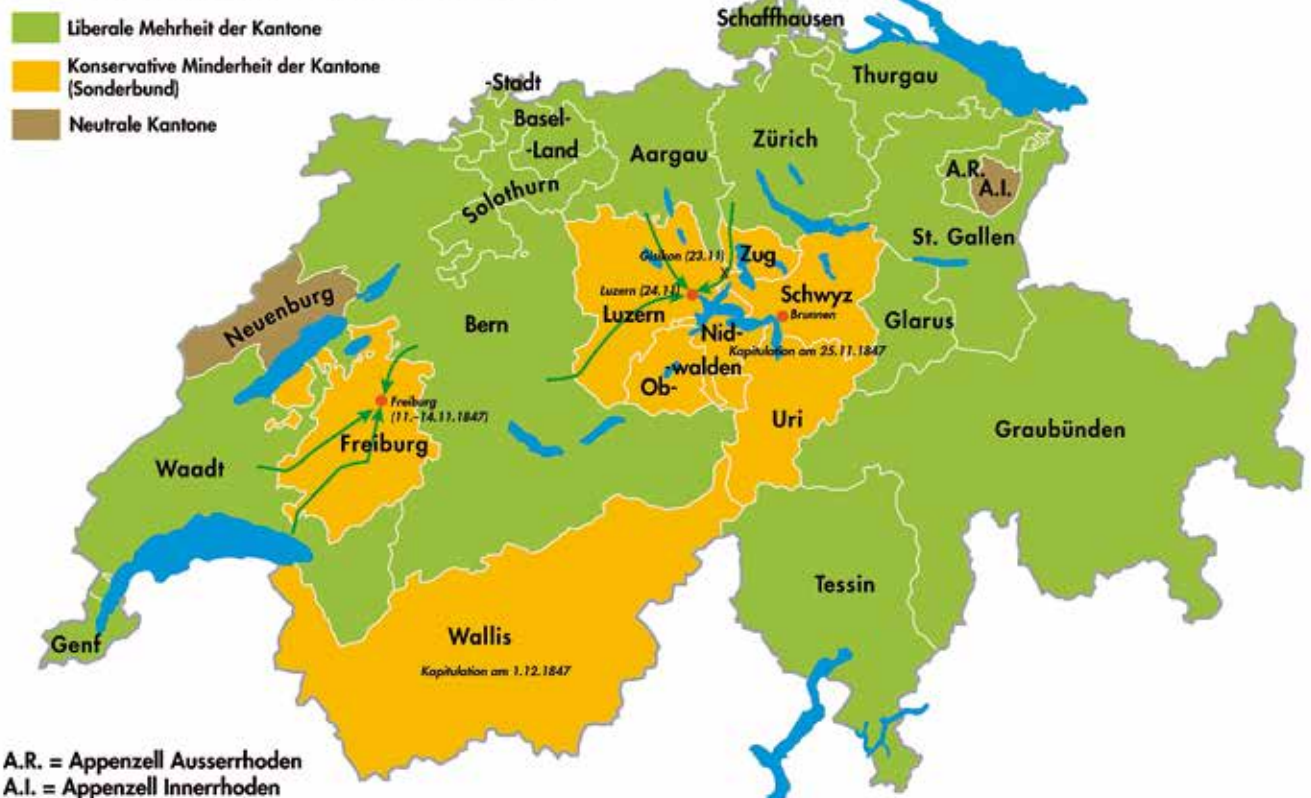 Liberale Mehrheit der Kantone
Konservative Minderheit der Kantone
(Sonderbund)
Neutrale Kantone
Schaffhausen
Thurgau
-Stadt
Basel-
-Land
Aargau
Zürich
A.R.
A.I.
Solothurn
St. Gallen
Gisikon (23.11)
X
Zug
Luzern (24.11)
Luzern
Schwyz
Brunnen
Neuenburg
Bern
Glarus
Nid-
-walden
Kapitulation am 25.11.1847
Ob-
Freiburg
(11.-14.11.1847)
Freiburg
Uri
Graubünden
Waadt
Tessin
Genf
Wallis
Kapitulation am 1.12.1847
A.R. = Appenzell Ausserrhoden
A.I. = Appenzell Innerrhoden